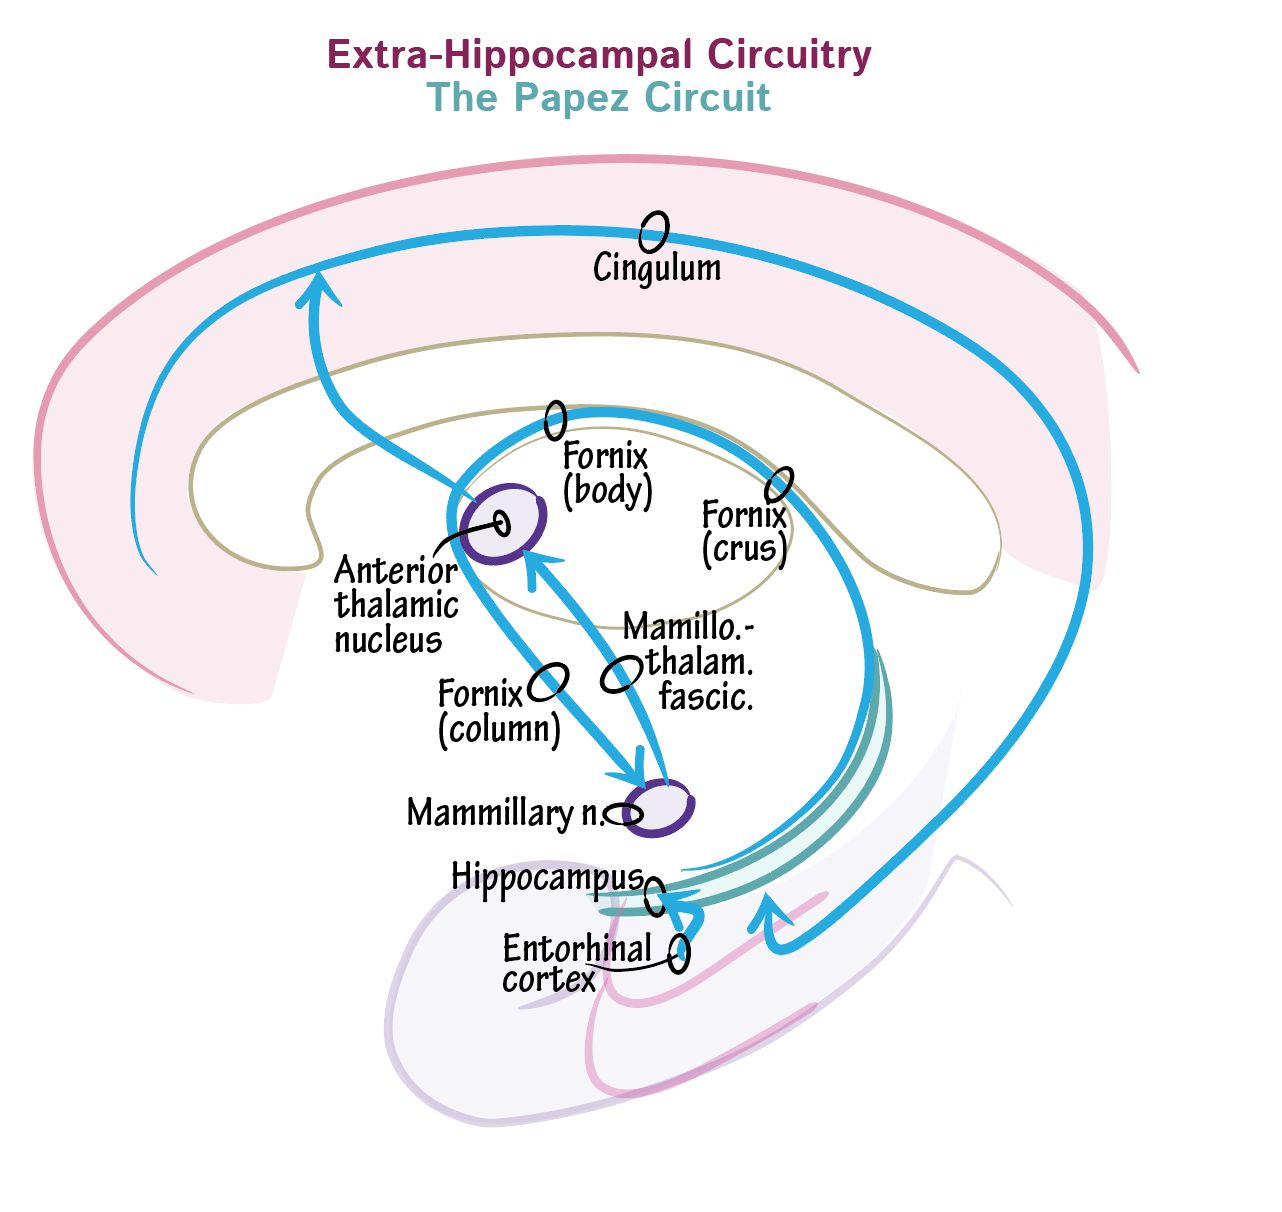 Extra-Hippocampal Circuitry
The Papez Circuit
Cingulum
Fornix
(body)
Fornix
(crus)
Anterior
thalamic
nucleus
Mamillo.-
thalam.
fascic.
Fornix
(column)
Mammillary n.
Hippocampus
Entorhinal
cortex